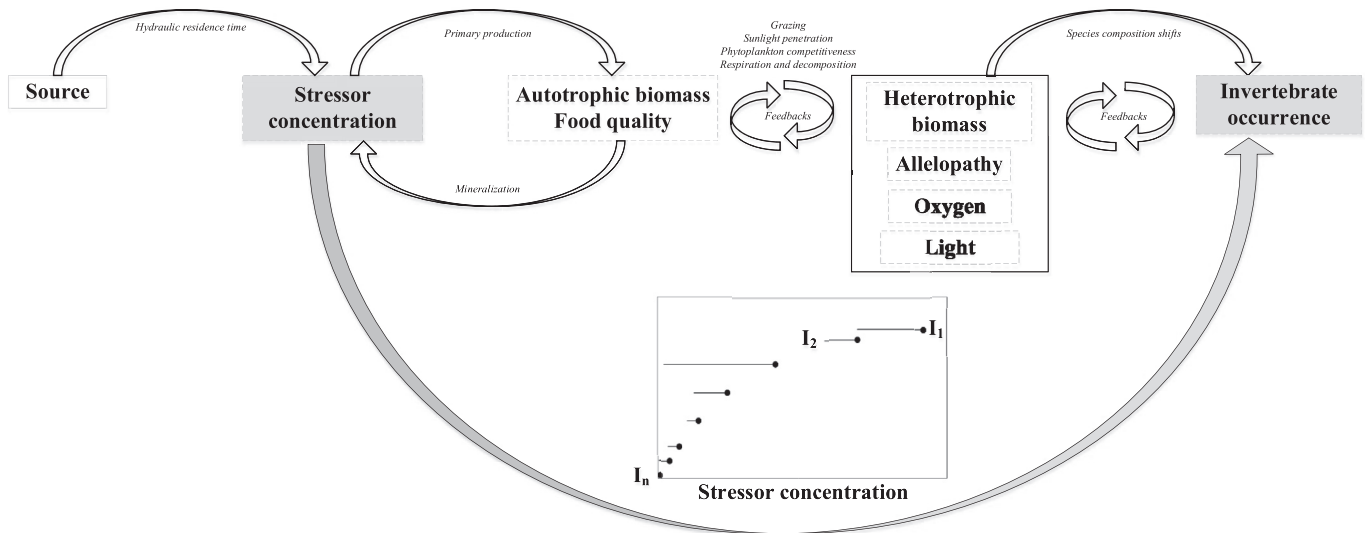 Hydraulic residence time
Source
Stressor
concentration
Primary production
Mineralization
Autotrophic biomass
Food quality
Grazing
Sunlight penetration
Phytoplankton competitiveness
Respiration and decomposition
Feedbacks
Heterotrophic
biomass
Allelopathy
Oxygen
Light
Species composition shifts
Feedbacks
Invertebrate
occurrence
I1
I2
In
Stressor concentration